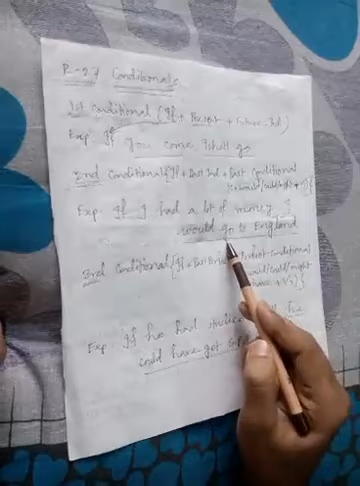 R-27 Conditionals
1st conditional (If + Present + Future Ind)
Exp. If you come I shall go
2nd Conditional {If + Past Ind + Past Conditional
(would/could/might + V1)}
Exp. If I had a lot of money I
would go to England
3rd Conditional {If + Past Perfect Conditional
would/could/might
have + V3)}
Exp. If he had studied
could have got